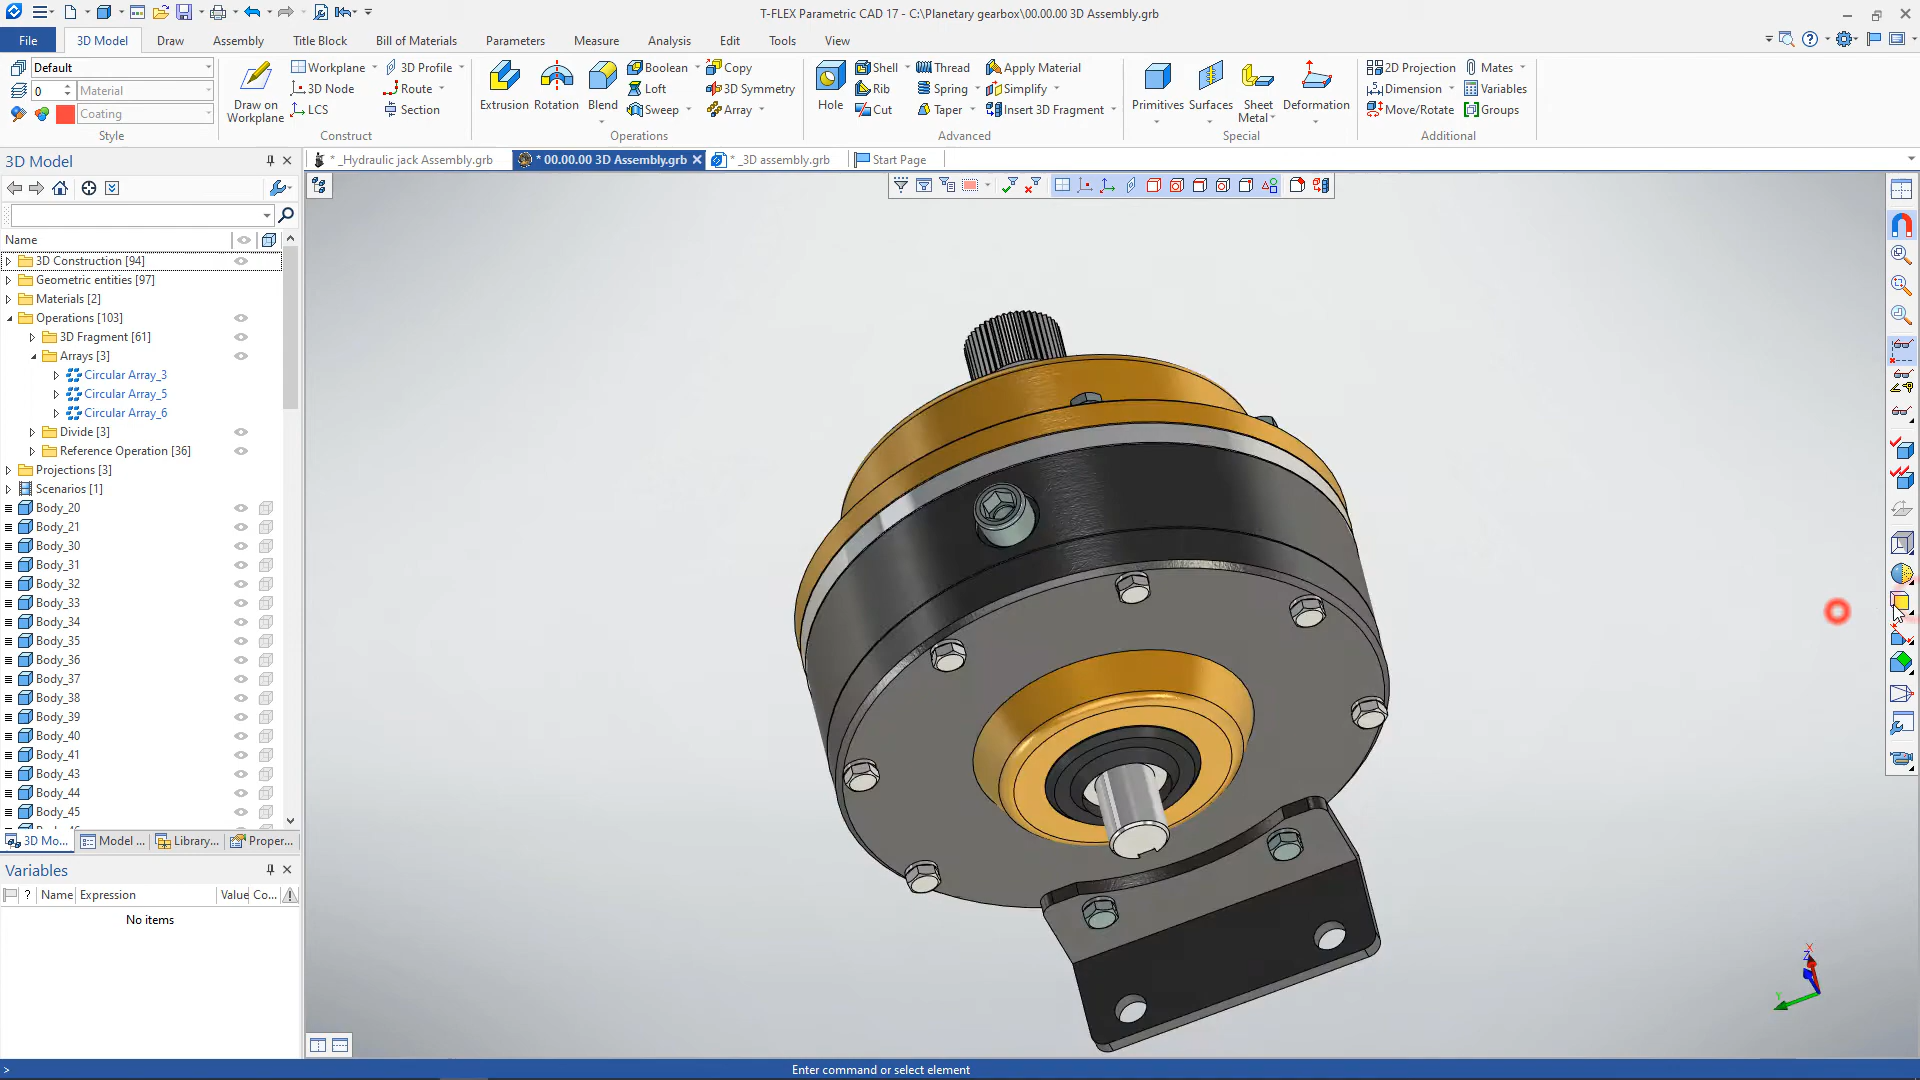 T-FLEX Parametric CAD 17 - C:\Planetary gearbox\00.00.00 3D Assembly.grb
File 3D Model Draw Assembly Title Block Bill of Materials Parameters Measure Analysis Edit Tools View
Default
0 Material
Coating
Style
Draw on Workplane
Workplane
3D Node
LCS
3D Profile
Route
Section
Construct
Extrusion
Rotation
Blend
Boolean
Loft
Sweep
Copy
3D Symmetry
Array
Operations
Hole
Shell
Rib
Cut
Thread
Spring
Taper
Apply Material
Simplify
Insert 3D Fragment
Advanced
Primitives
Surfaces
Sheet Metal
Deformation
Special
2D Projection
Dimension
Move/Rotate
Mates
Variables
Groups
Additional
3D Model
* _Hydraulic jack Assembly.grb
* 00.00.00 3D Assembly.grb
* _3D assembly.grb
Start Page
Name
3D Construction [94]
Geometric entities [97]
Materials [2]
Operations [103]
3D Fragment [61]
Arrays [3]
Circular Array_3
Circular Array_5
Circular Array_6
Divide [3]
Reference Operation [36]
Projections [3]
Scenarios [1]
Body_20
Body_21
Body_30
Body_31
Body_32
Body_33
Body_34
Body_35
Body_36
Body_37
Body_38
Body_39
Body_40
Body_41
Body_43
Body_44
Body_45
3D Mo... Model ... Library... Proper...
Variables
? Name Expression Value Co...
No items
X
Z
Y
> Enter command or select element